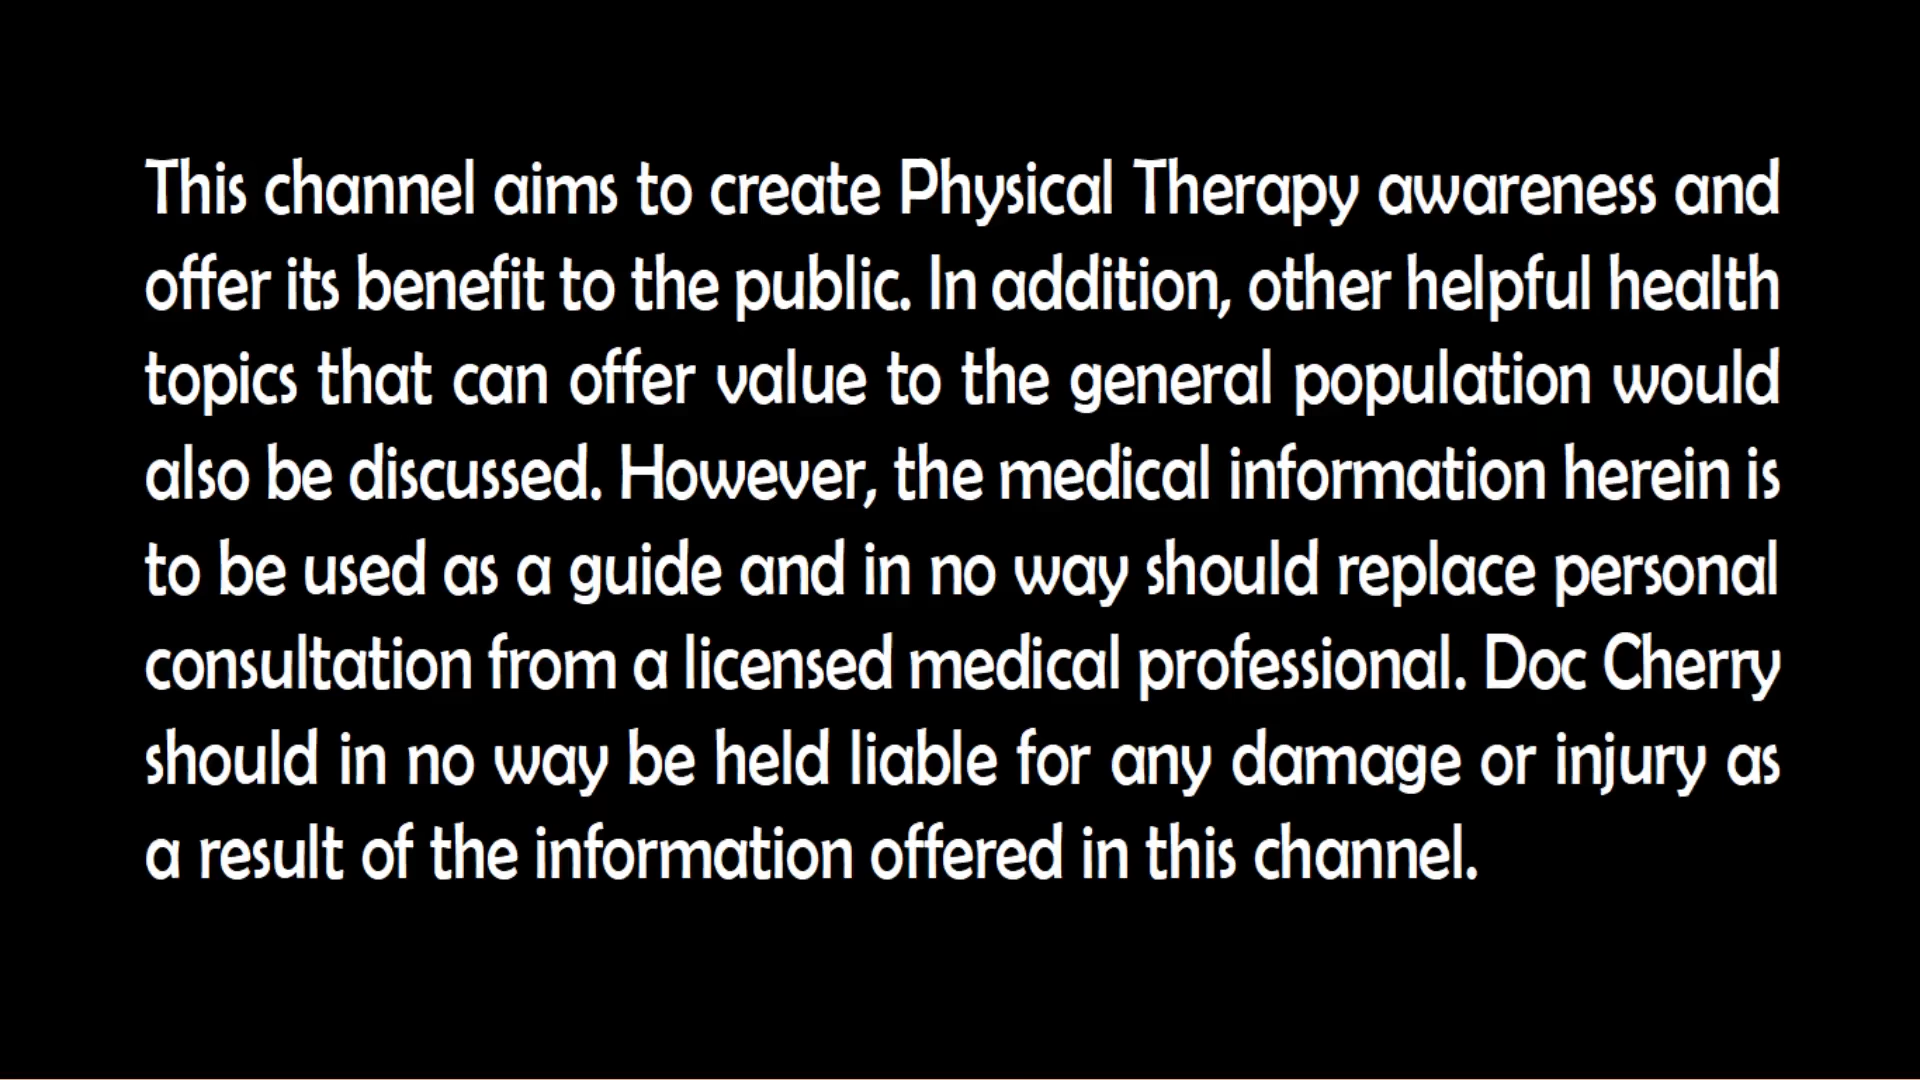 This channel aims to create Physical Therapy awareness and
offer its benefit to the public. In addition, other helpful health
topics that can offer value to the general population would
also be discussed. However, the medical information herein is
to be used as a guide and in no way should replace personal
consultation from a licensed medical professional. Doc Cherry
should in no way be held liable for any damage or injury as
a result of the information offered in this channel.